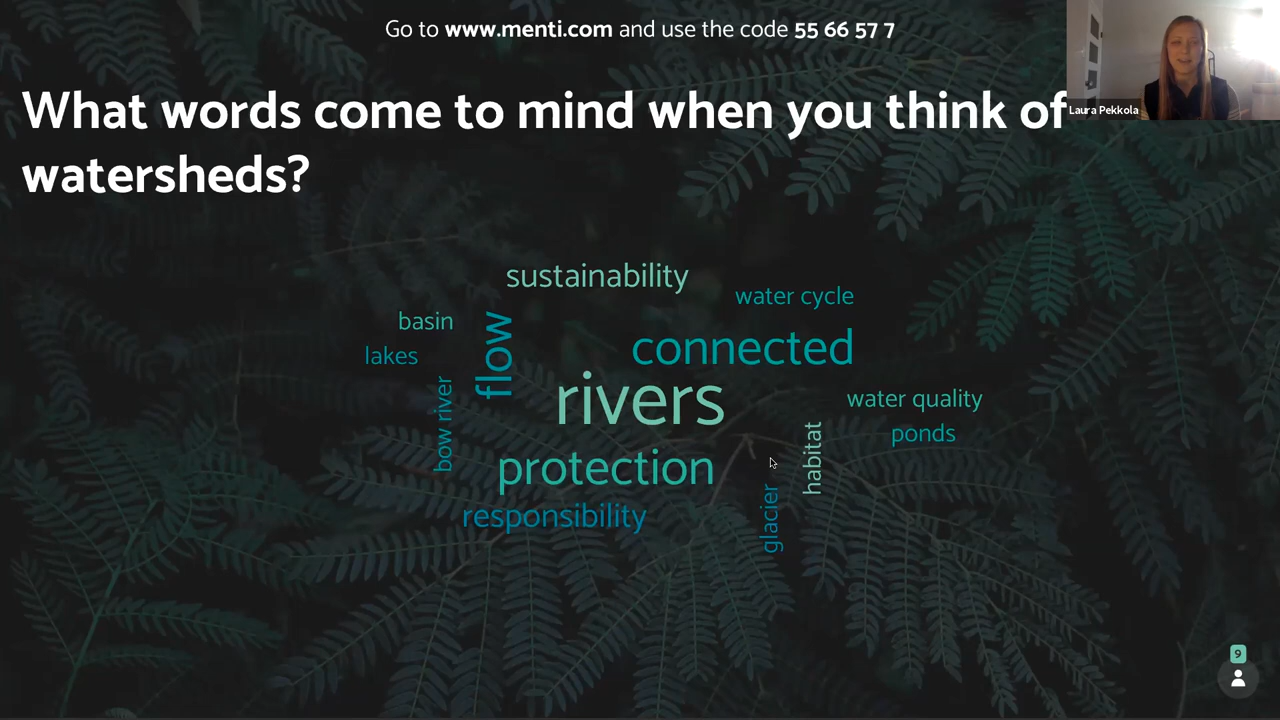 Go to www.menti.com and use the code 55 66 57 7
What words come to mind when you think of
watersheds?
Laura Pekkola
sustainability
water cycle
basin
flow
connected
lakes
rivers
bow river
water quality
ponds
habitat
protection
glacier
responsibility
9